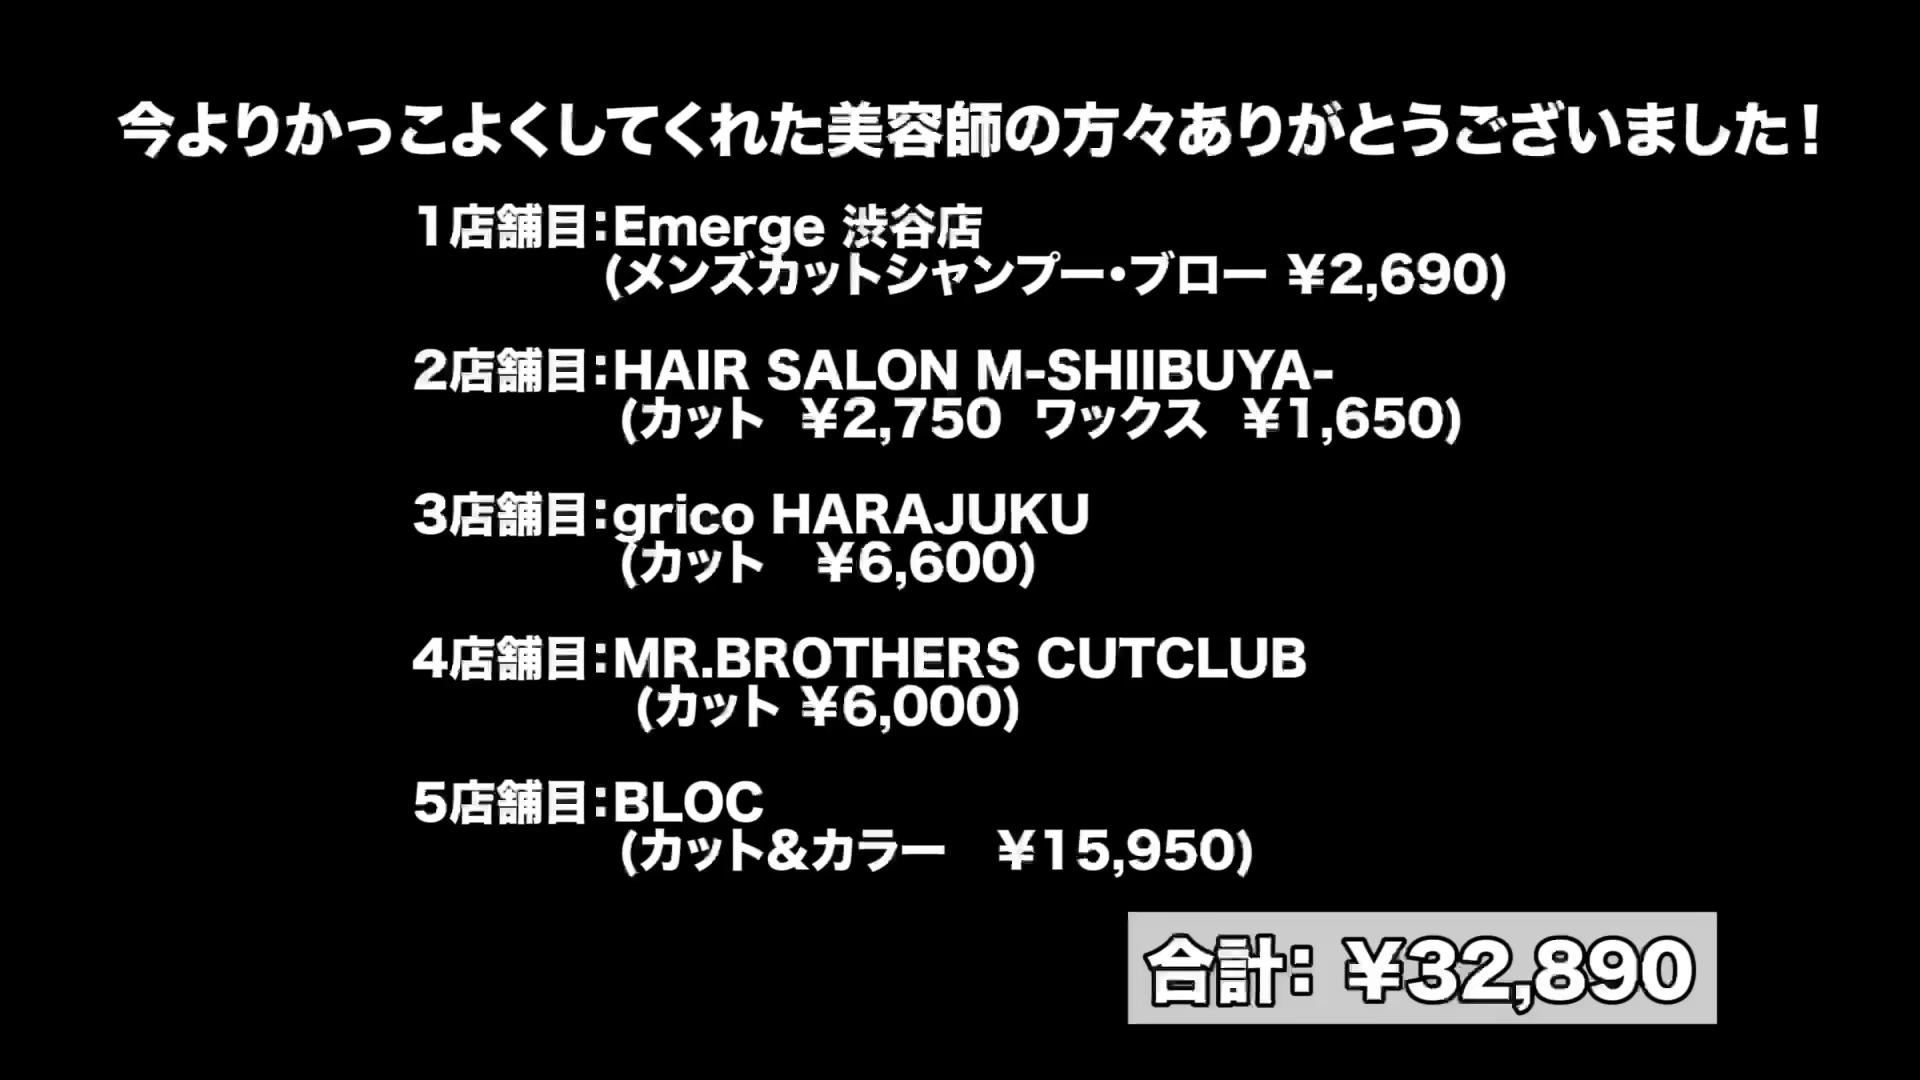 今よりかっこよくしてくれた美容師の方々ありがとうございました！
1店舗目：Emerge 渋谷店
(メンズカットシャンプー・ブロー ¥2,690)
2店舗目：HAIR SALON M-SHIIBUYA-
(カット ¥2,750 ワックス ¥1,650)
3店舗目：grico HARAJUKU
(カット ¥6,600)
4店舗目：MR.BROTHERS CUTCLUB
(カット ¥6,000)
5店舗目：BLOC
(カット&カラー ¥15,950)
合計： ¥32,890